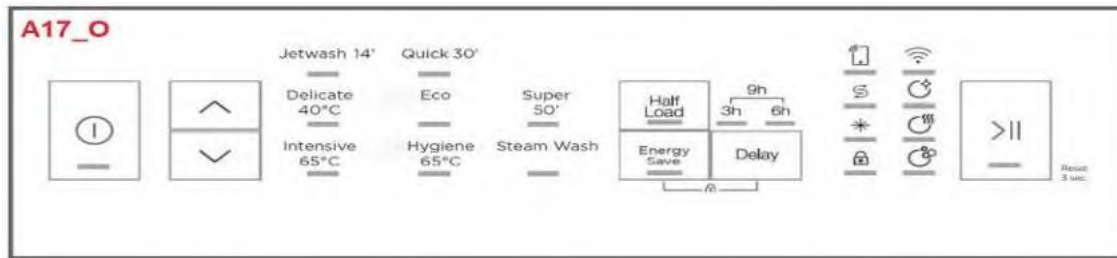 A17_O
Jetwash 14'
Quick 30'
Delicate
40°C
Eco
Super
50'
Intensive
65°C
Hygiene
65°C
Steam Wash
Half
Load
9h
3h 6h
Energy
Save
Delay
Reset
3 sec.